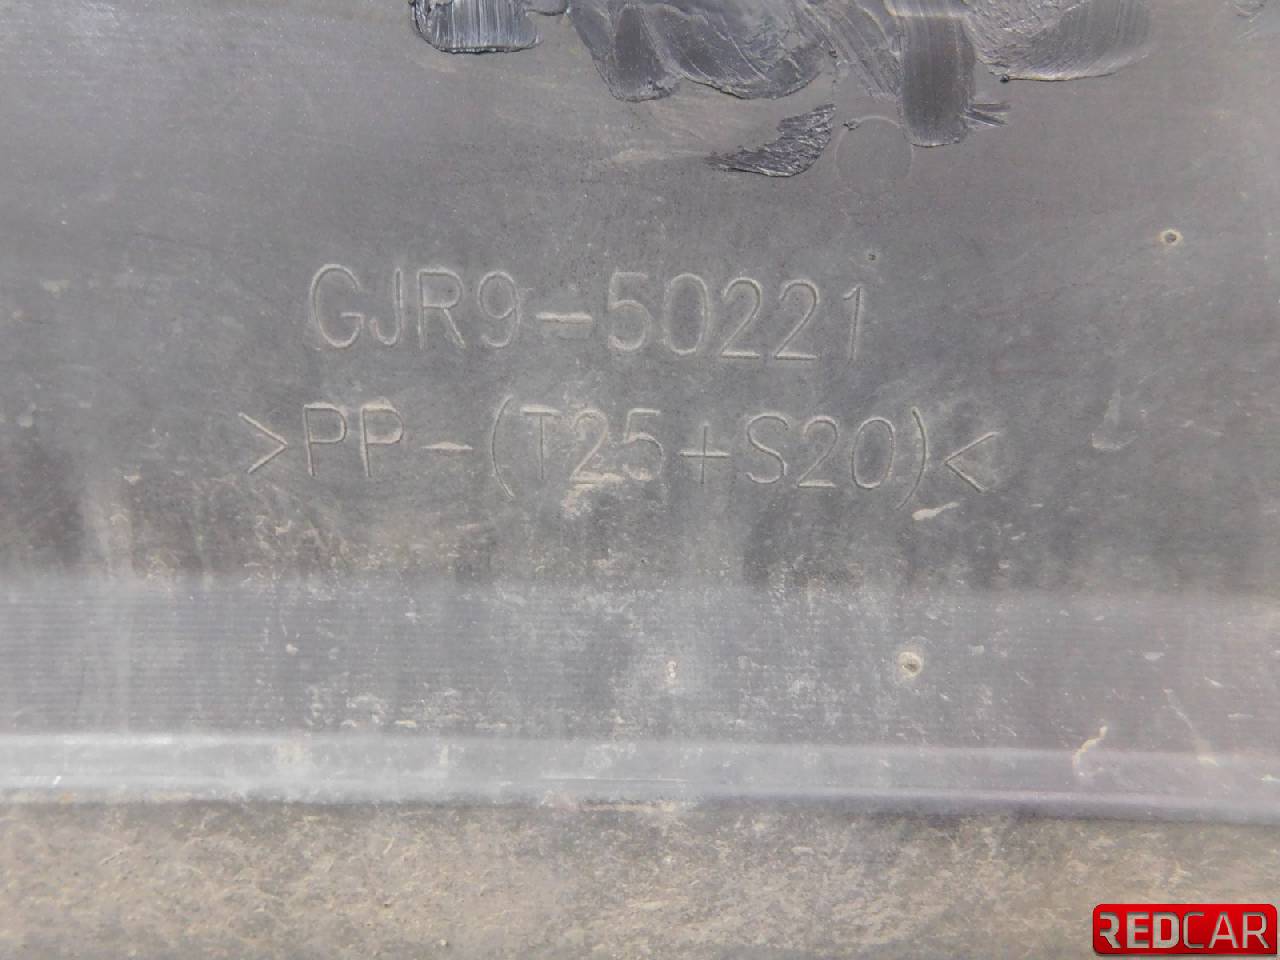 GJR9-50221
>PP-(T25+S20)<
REDCAR